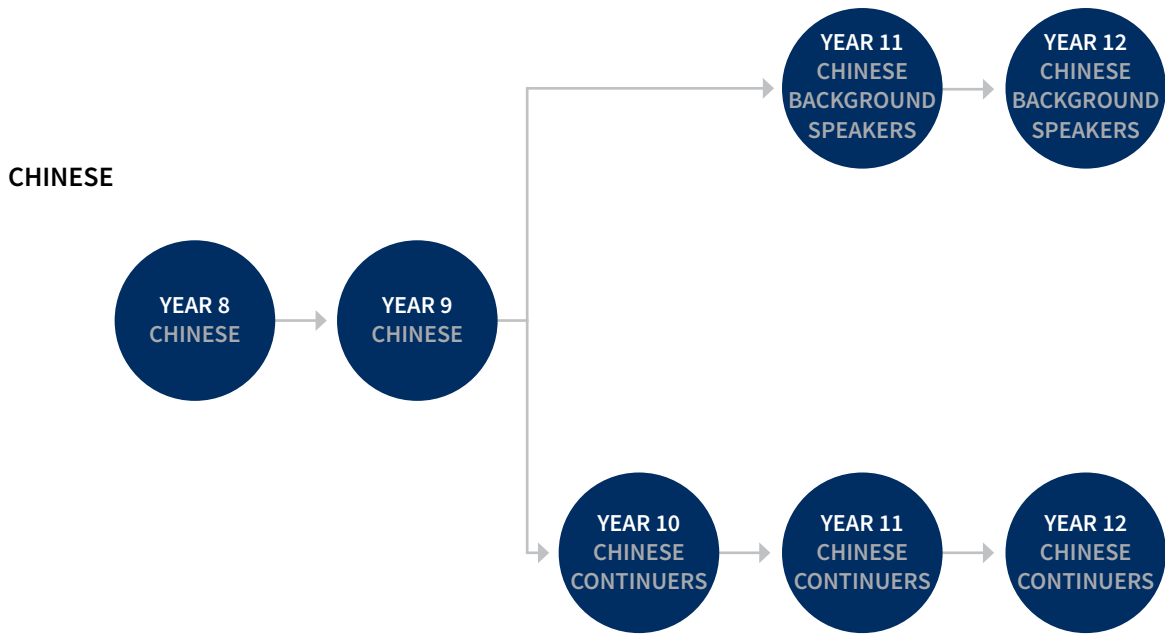 YEAR 11
CHINESE
BACKGROUND
SPEAKERS
YEAR 12
CHINESE
BACKGROUND
SPEAKERS
CHINESE
YEAR 8
CHINESE
YEAR 9
CHINESE
YEAR 10
CHINESE
CONTINUERS
YEAR 11
CHINESE
CONTINUERS
YEAR 12
CHINESE
CONTINUERS